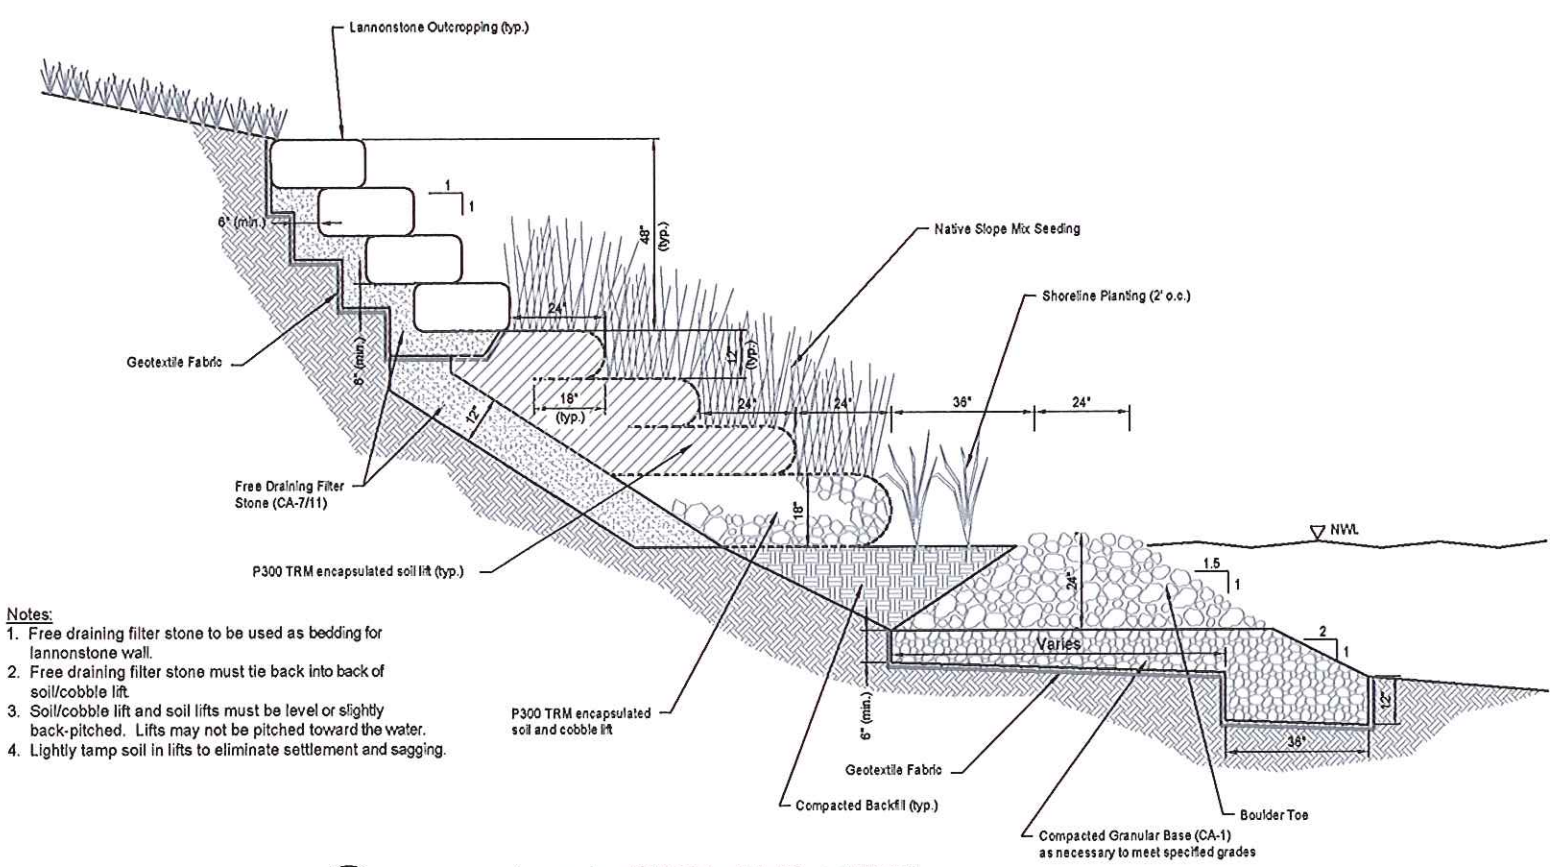 Lannonstone Outcropping (typ.)
1
1
6" (min.)
48"
(typ.)
Native Slope Mix Seeding
Shoreline Planting (2' o.c.)
24"
12"
(typ.)
Geotextile Fabric
6" (min.)
18"
(typ.)
24"
24"
36"
24"
12"
Free Draining Filter
Stone (CA-7/11)
18"
NWL
P300 TRM encapsulated soil lift (typ.)
24"
1.5
1
Varies
2
1
Notes:
1. Free draining filter stone to be used as bedding for
lannonstone wall.
2. Free draining filter stone must tie back into back of
soil/cobble lift.
3. Soil/cobble lift and soil lifts must be level or slightly
back-pitched. Lifts may not be pitched toward the water.
4. Lightly tamp soil in lifts to eliminate settlement and sagging.
P300 TRM encapsulated
soil and cobble lift
6" (min.)
12"
36"
Geotextile Fabric
Compacted Backfill (typ.)
Boulder Toe
Compacted Granular Base (CA-1)
as necessary to meet specified grades